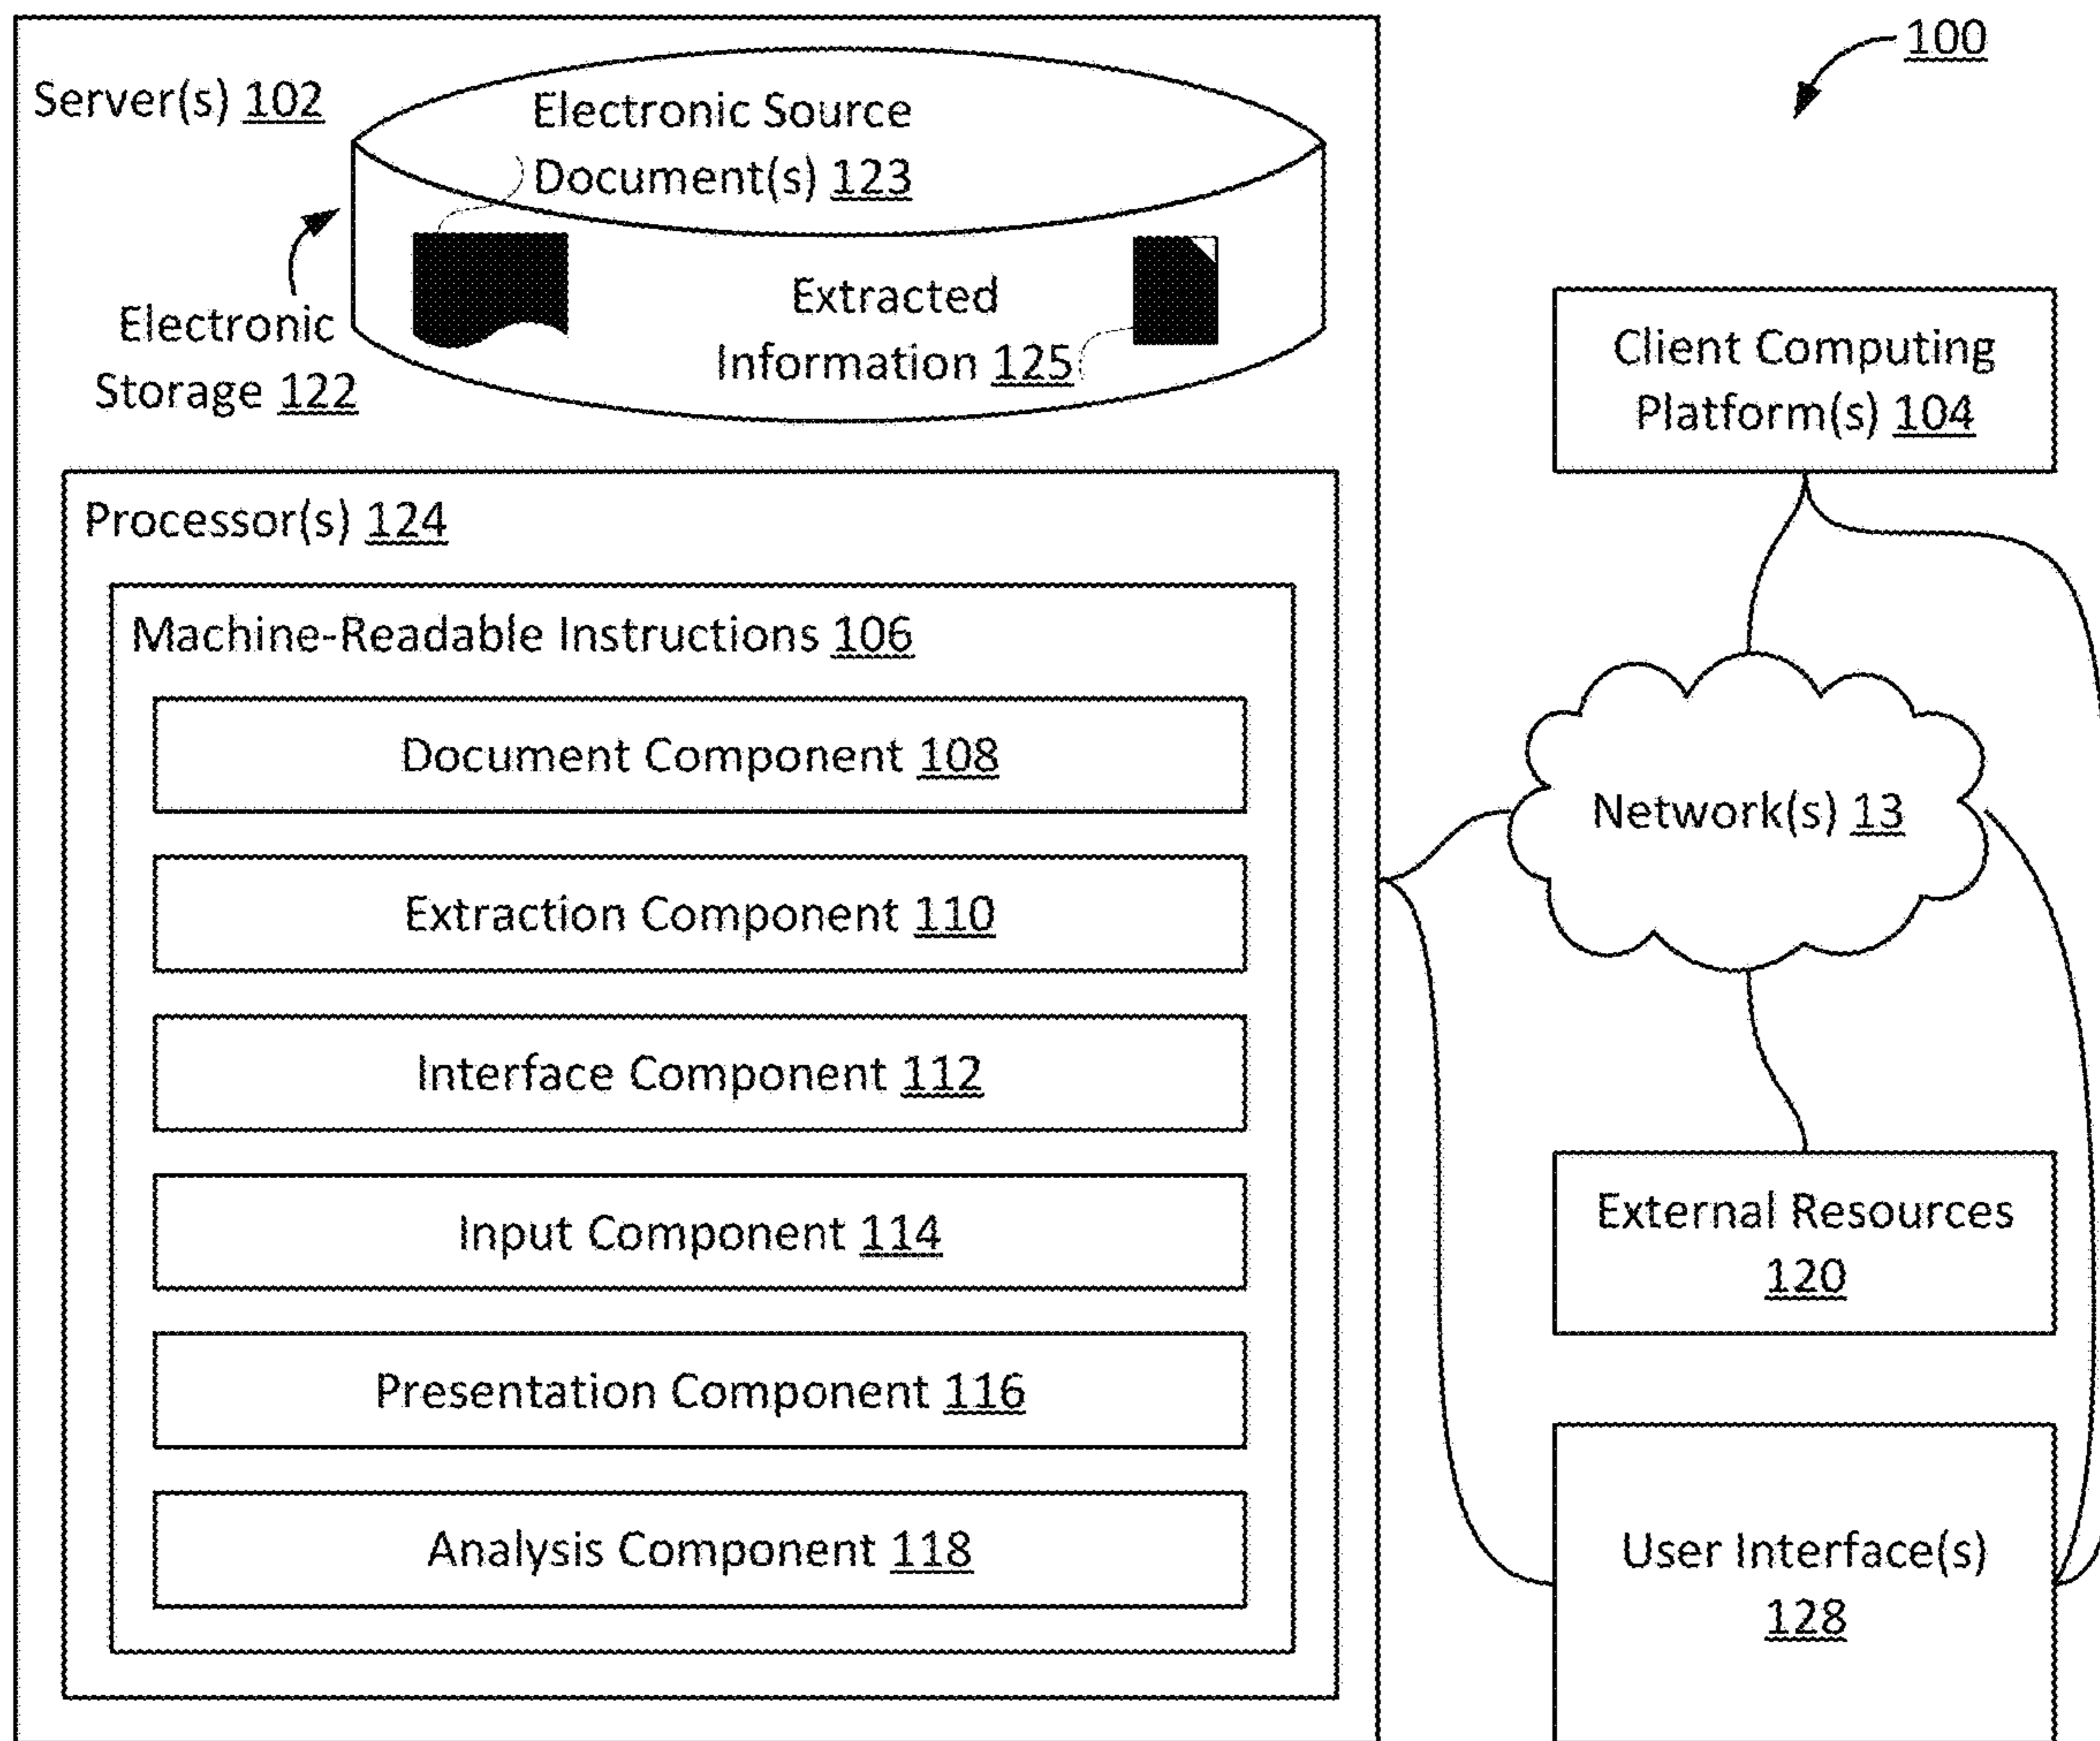 100
Server(s) 102
Electronic Source
Document(s) 123
Extracted
Information 125
Electronic
Storage 122
Processor(s) 124
Machine-Readable Instructions 106
Document Component 108
Extraction Component 110
Interface Component 112
Input Component 114
Presentation Component 116
Analysis Component 118
Client Computing
Platform(s) 104
Network(s) 13
External Resources
120
User Interface(s)
128